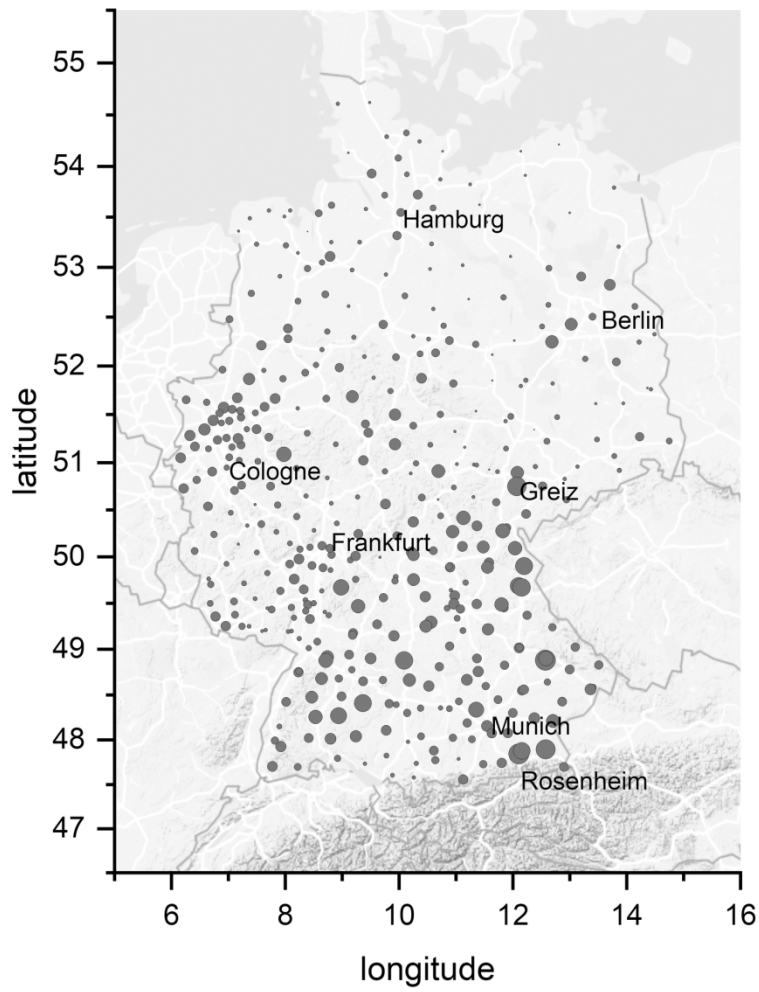 55
54
Hamburg
53
Berlin
latitude
52
51
Cologne
Greiz
50
Frankfurt
49
48
Munich
Rosenheim
47
6 8 10 12 14 16
longitude